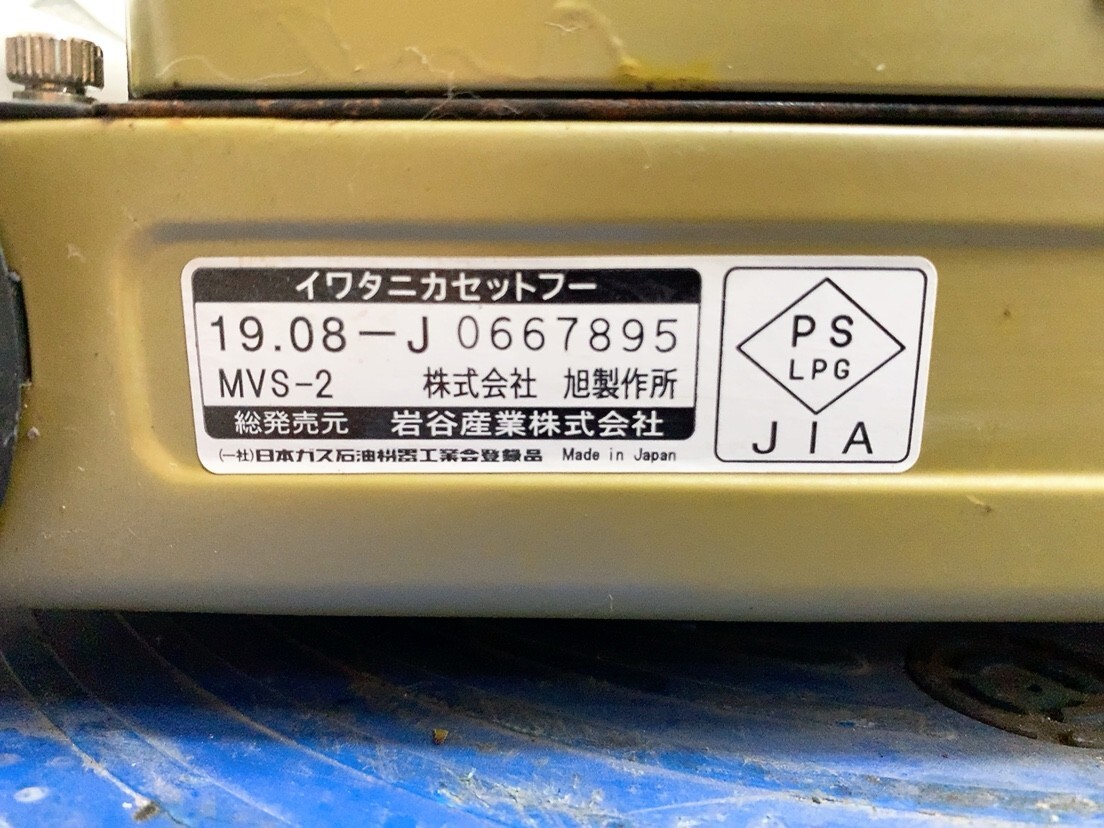 イワタニカセットフー
19.08－J 0667895
MVS-2 株式会社 旭製作所
総発売元 岩谷産業株式会社
(一社)日本ガス石油機器工業会登録品 Made in Japan
PS
LPG
JIA